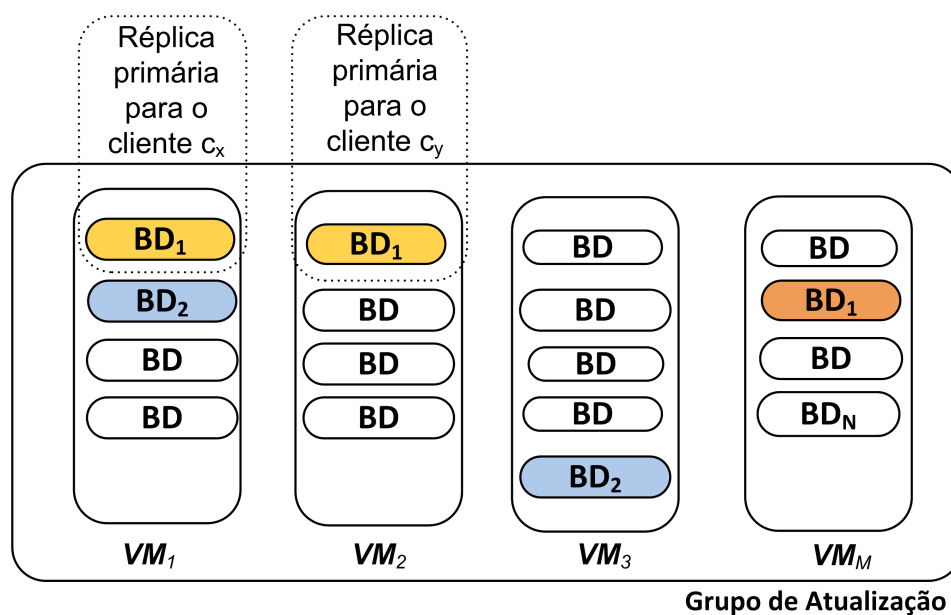 Réplica
primária
para o
cliente cx
Réplica
primária
para o
cliente cy
BD1
BD2
BD
BD
VM1
BD1
BD
BD
BD
VM2
BD
BD
BD
BD
BD2
VM3
BD
BD1
BD
BDN
VMM
Grupo de Atualização